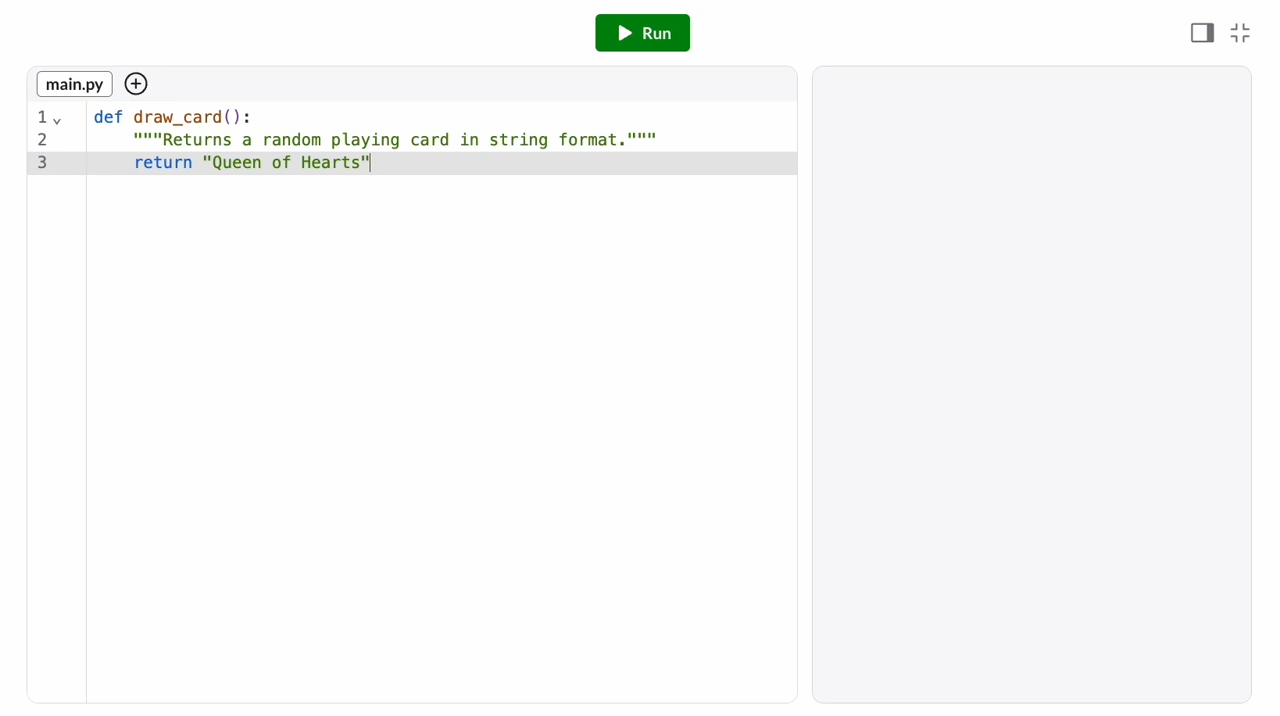 Run
main.py
1 def draw_card():
2     """Returns a random playing card in string format."""
3     return "Queen of Hearts"